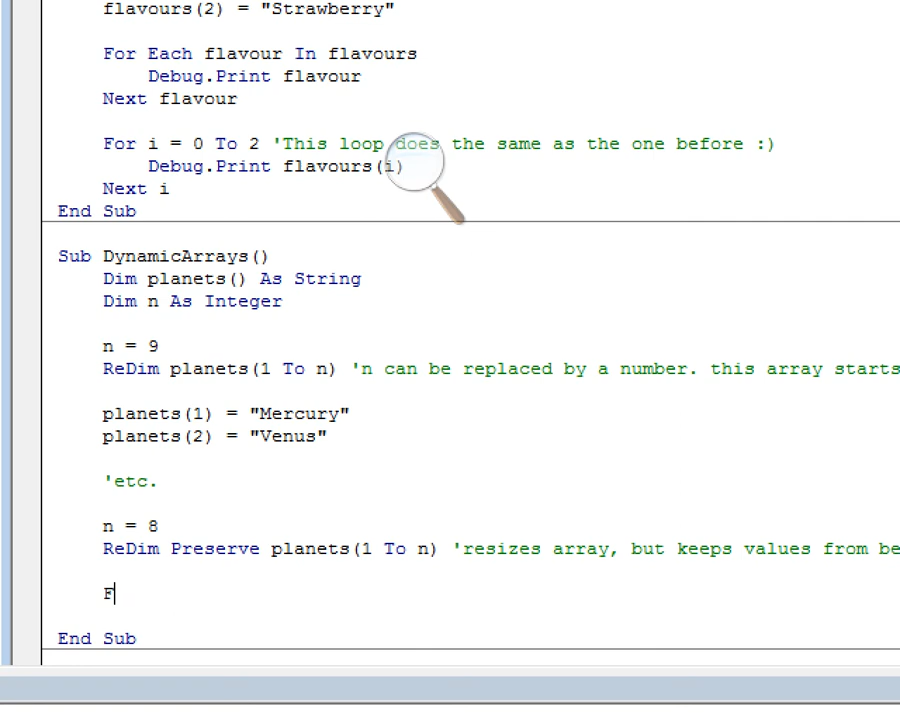 flavours(2) = "Strawberry"
For Each flavour In flavours
Debug.Print flavour
Next flavour
For i = 0 To 2 'This loop does the same as the one before :)
Debug.Print flavours(i)
Next i
End Sub
Sub DynamicArrays()
Dim planets() As String
Dim n As Integer
n = 9
ReDim planets(1 To n) 'n can be replaced by a number. this array starts
planets(1) = "Mercury"
planets(2) = "Venus"
'etc.
n = 8
ReDim Preserve planets(1 To n) 'resizes array, but keeps values from be
F
End Sub